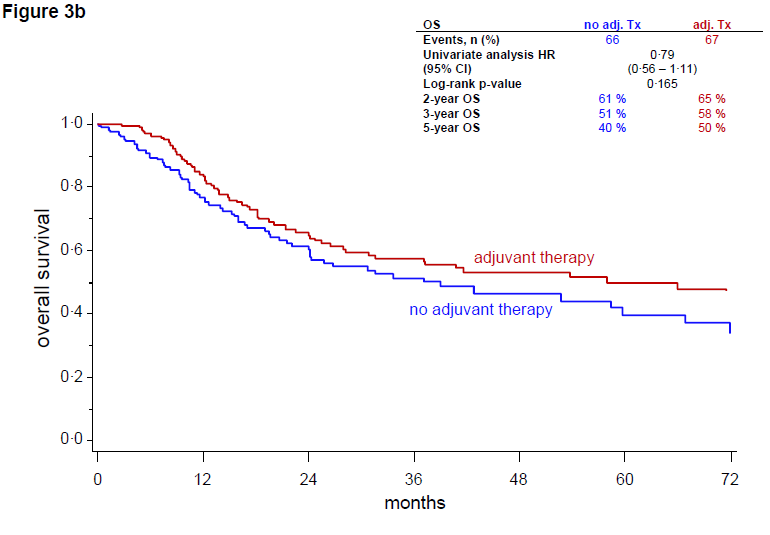 Figure 3b
OS no adj. Tx adj. Tx
Events, n (%) 66 67
Univariate analysis HR 0·79
(95% CI) (0·56 – 1·11)
Log-rank p-value 0·165
2-year OS 61 % 65 %
3-year OS 51 % 58 %
5-year OS 40 % 50 %
1·0
0·8
0·6
0·4
0·2
0·0
overall survival
adjuvant therapy
no adjuvant therapy
0 12 24 36 48 60 72
months